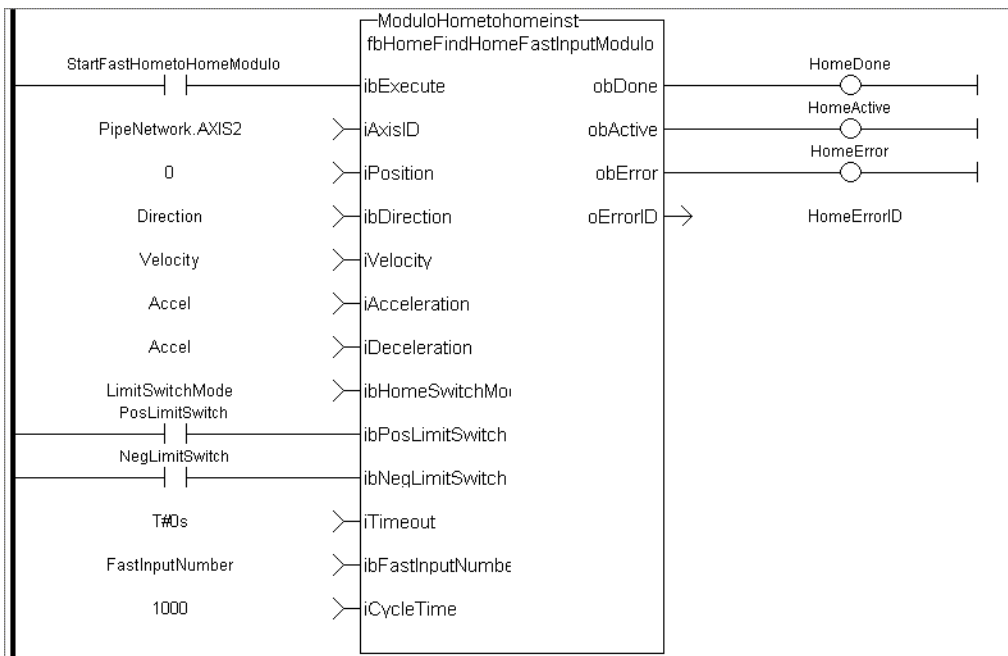 ModuloHometohomeinst
fbHomeFindHomeFastInputModulo
StartFastHometoHomeModulo
ibExecute
obDone
HomeDone
PipeNetwork.AXIS2
iAxisID
obActive
HomeActive
0
iPosition
obError
HomeError
Direction
ibDirection
oErrorID
HomeErrorID
Velocity
iVelocity
Accel
iAcceleration
Accel
iDeceleration
LimitSwitchMode
ibHomeSwitchMo
PosLimitSwitch
ibPosLimitSwitch
NegLimitSwitch
ibNegLimitSwitch
T#0s
iTimeout
FastInputNumber
ibFastInputNumbe
1000
iCycleTime